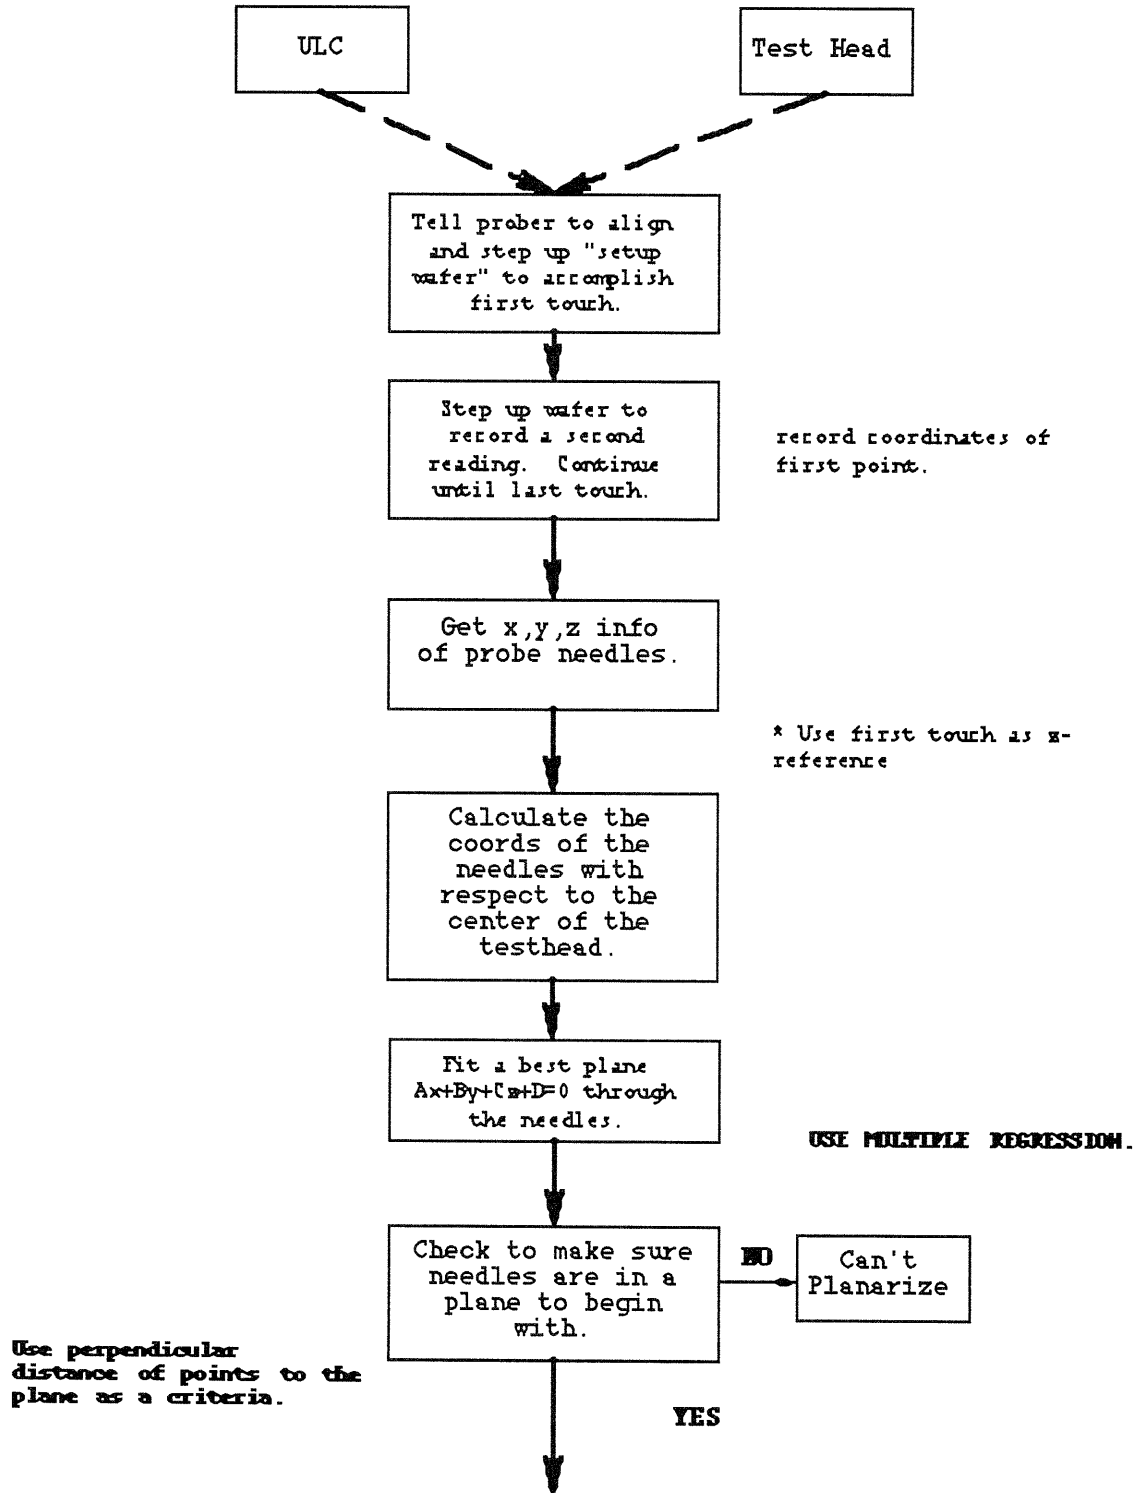 ULC
Test Head
Tell prober to align
and step up "setup
wafer" to accomplish
first touch.
Step up wafer to
record a second
reading. Continue
until last touch.
record coordinates of
first point.
Get x,y,z info
of probe needles.
* Use first touch as z-
reference
Calculate the
coords of the
needles with
respect to the
center of the
testhead.
Fit a best plane
Ax+By+Cz+D=0 through
the needles.
USE MULTIPLE REGRESSION.
Check to make sure
needles are in a
plane to begin
with.
NO
Can't
Planarize
Use perpendicular
distance of points to the
plane as a criteria.
YES